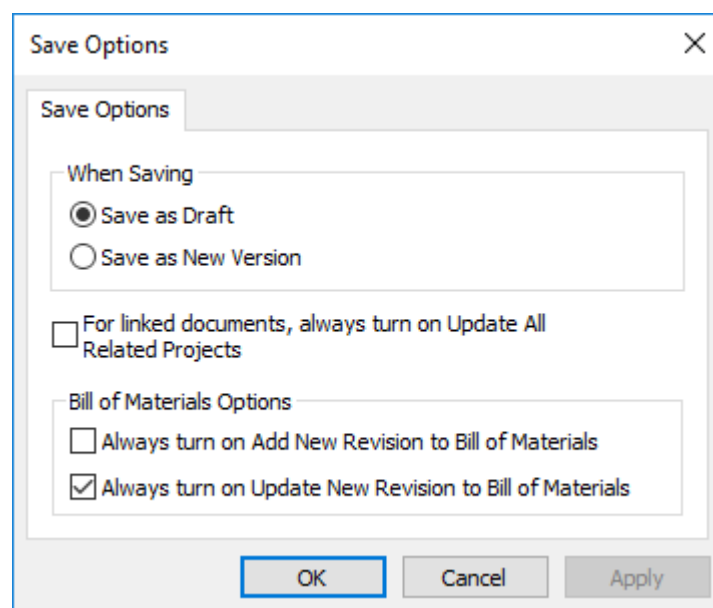 Save Options
Save Options
When Saving
Save as Draft
Save as New Version
For linked documents, always turn on Update All
Related Projects
Bill of Materials Options
Always turn on Add New Revision to Bill of Materials
Always turn on Update New Revision to Bill of Materials
OK Cancel Apply